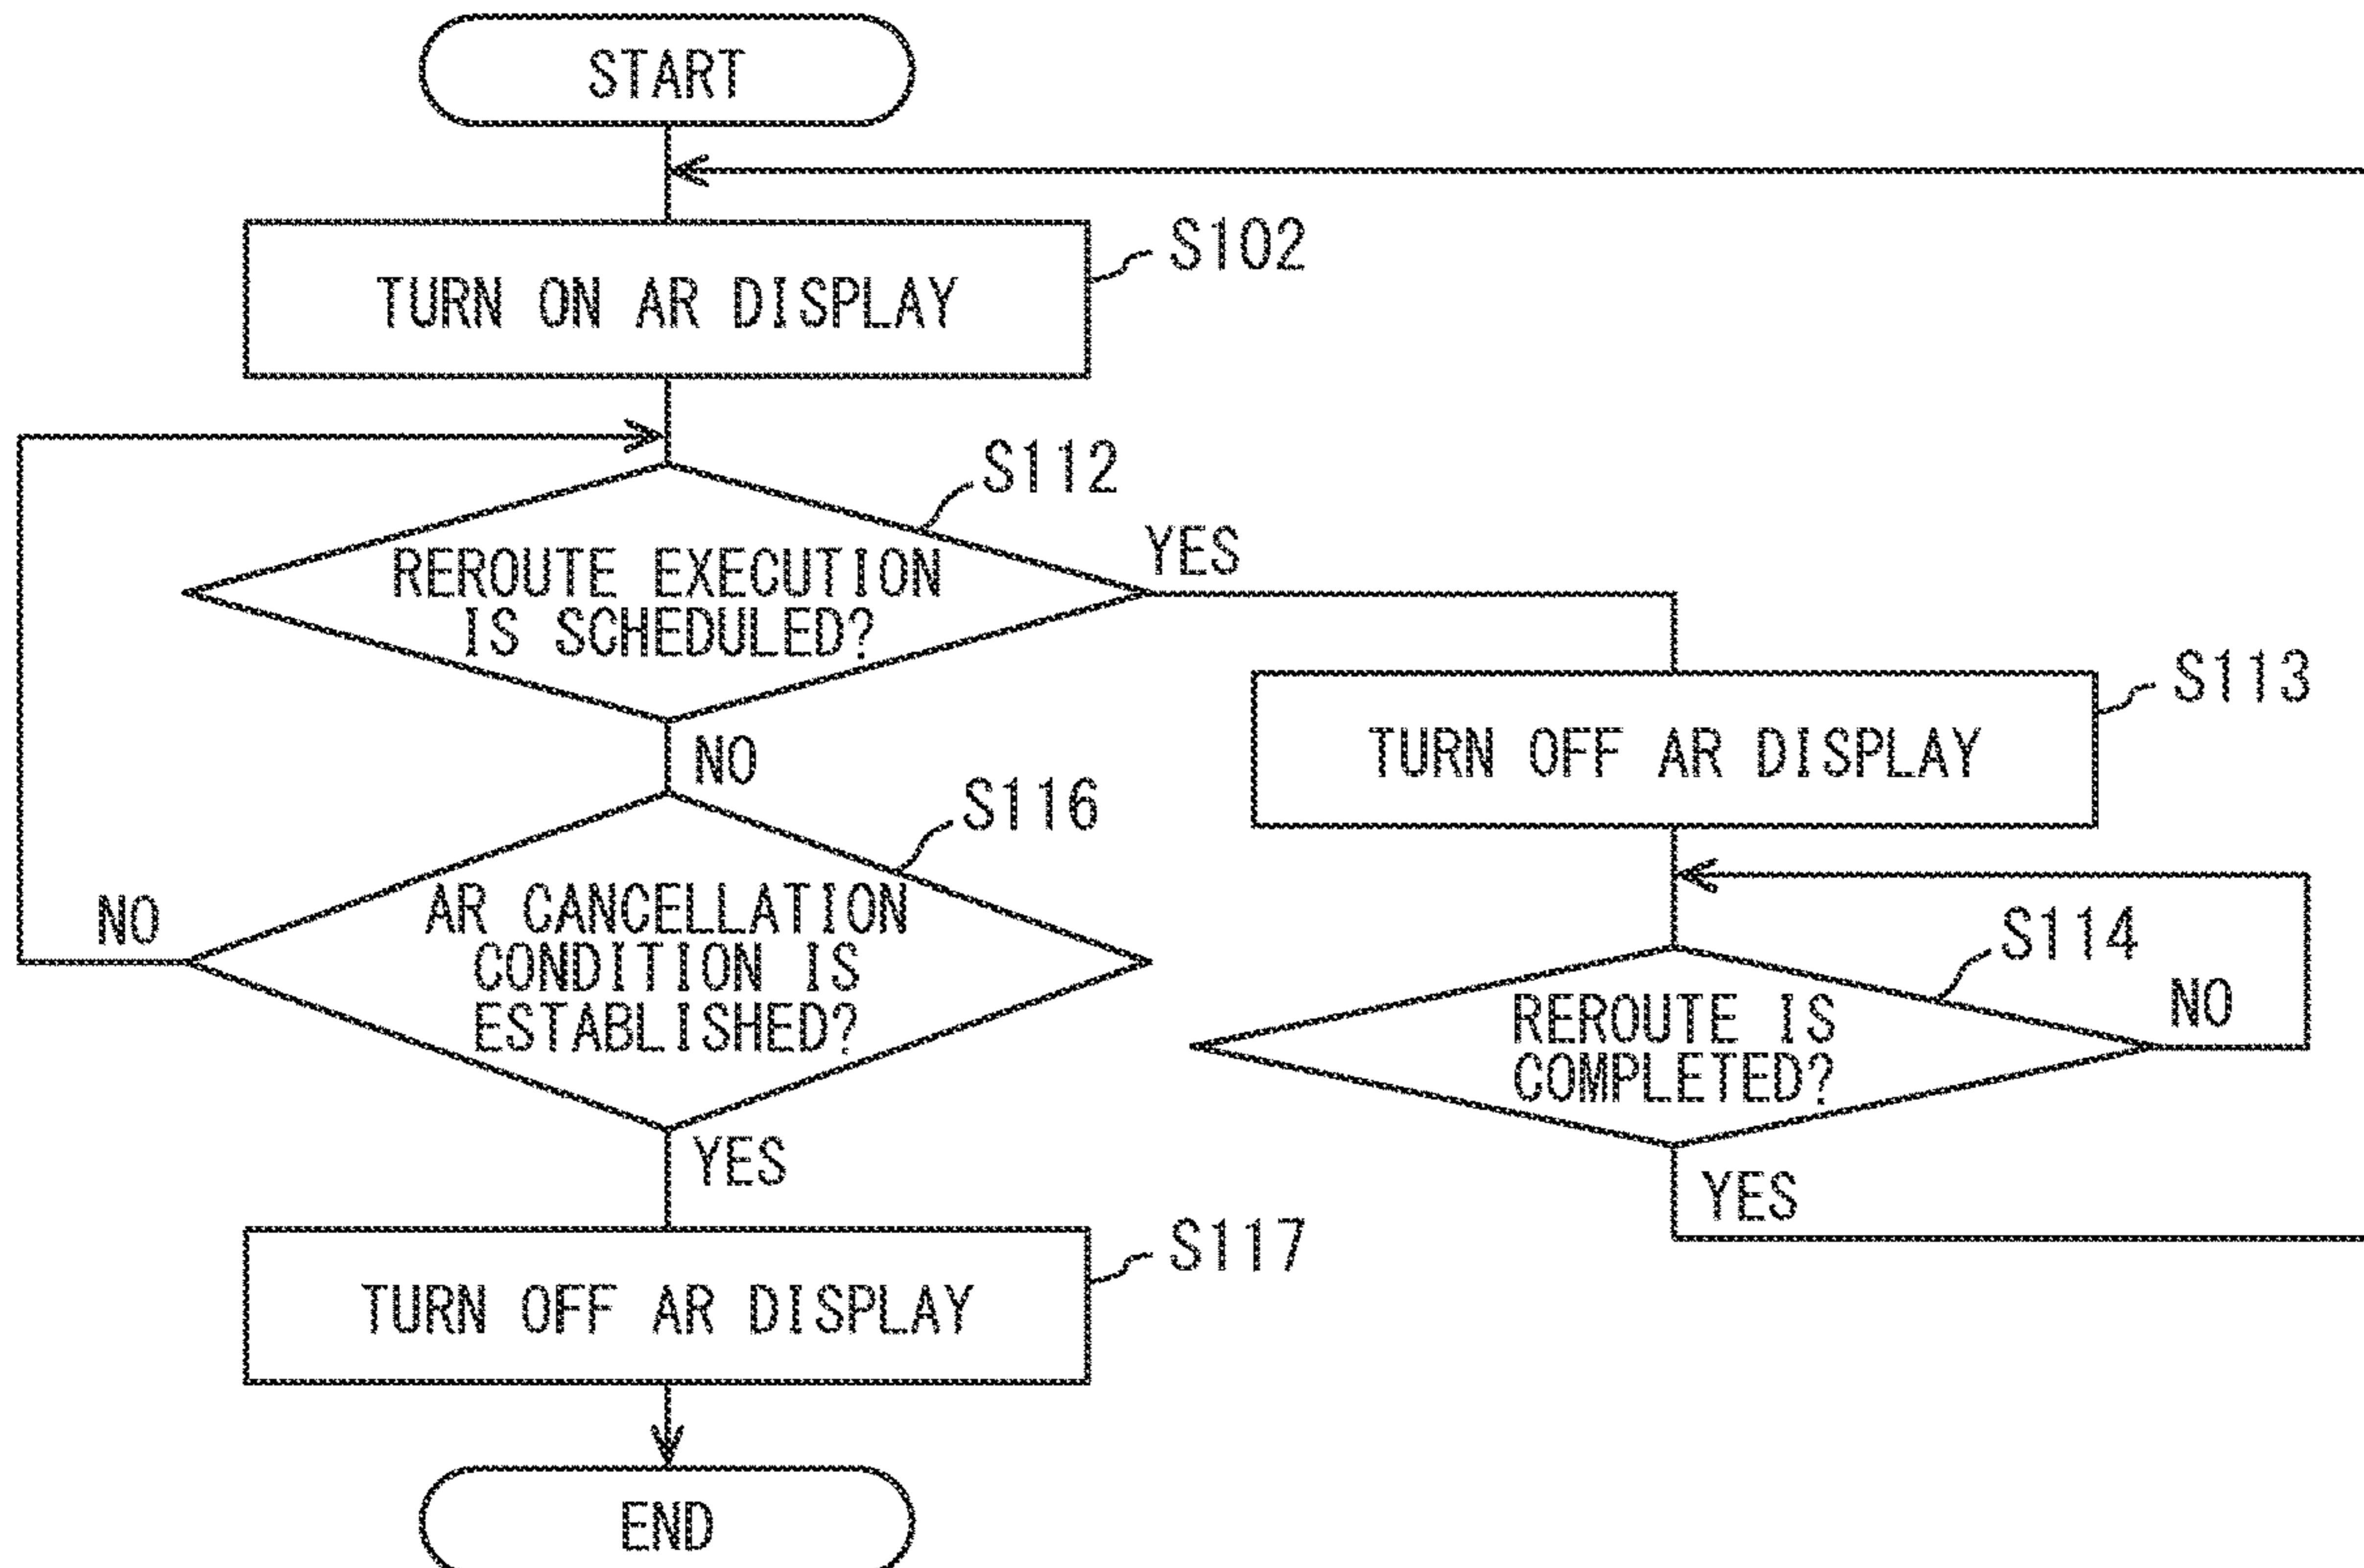 START
S102
TURN ON AR DISPLAY
S112
REROUTE EXECUTION
IS SCHEDULED?
YES
NO
S113
TURN OFF AR DISPLAY
S116
AR CANCELLATION
CONDITION IS
ESTABLISHED?
NO
YES
S114
REROUTE IS
COMPLETED?
NO
YES
S117
TURN OFF AR DISPLAY
END